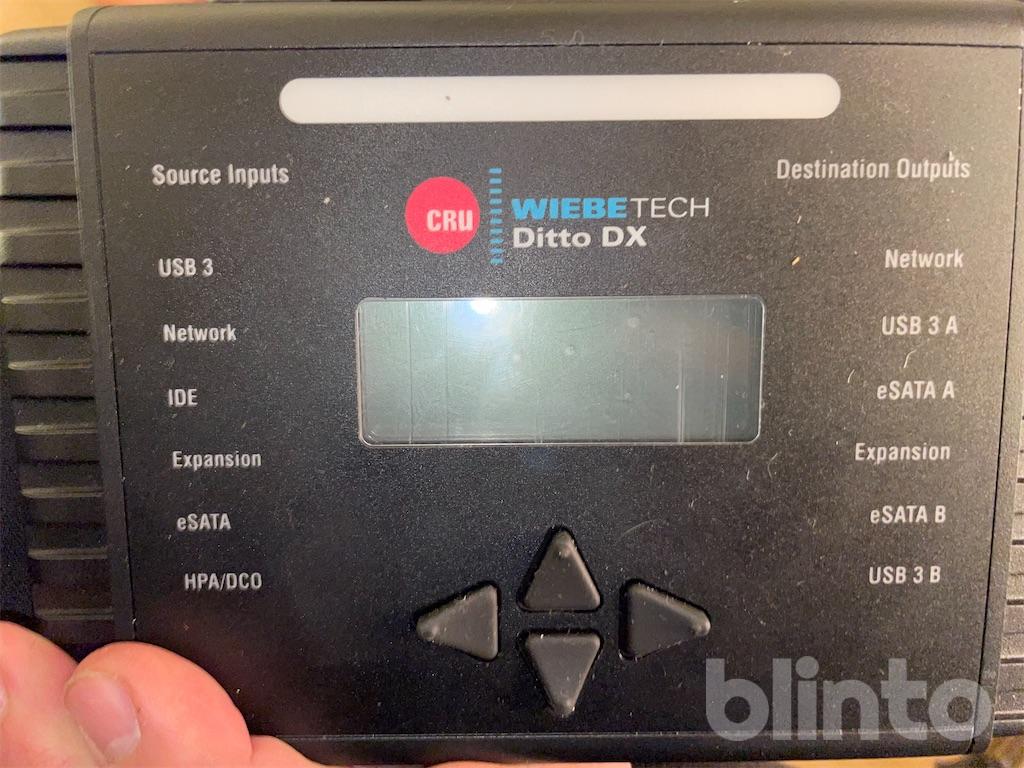 Source Inputs
USB 3
Network
IDE
Expansion
eSATA
HPA/DCO
CRU
WIEBETECH
Ditto DX
Destination Outputs
Network
USB 3 A
eSATA A
Expansion
eSATA B
USB 3 B
blinto